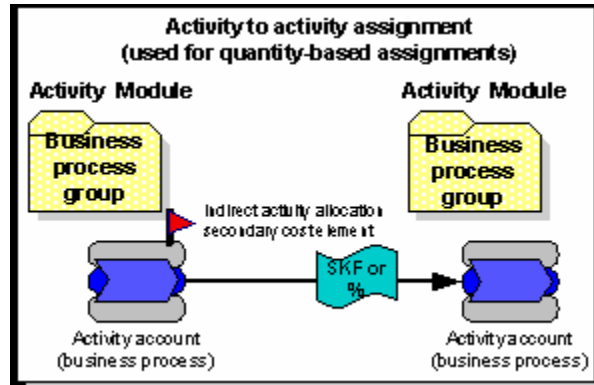 Activity to activity assignment
(used for quantity-based assignments)
Activity Module
Activity Module
Business
process
group
Business
process
group
Indirect activity allocation
secondary cost element
SKF or
%
Activity account
(business process)
Activity account
(business process)